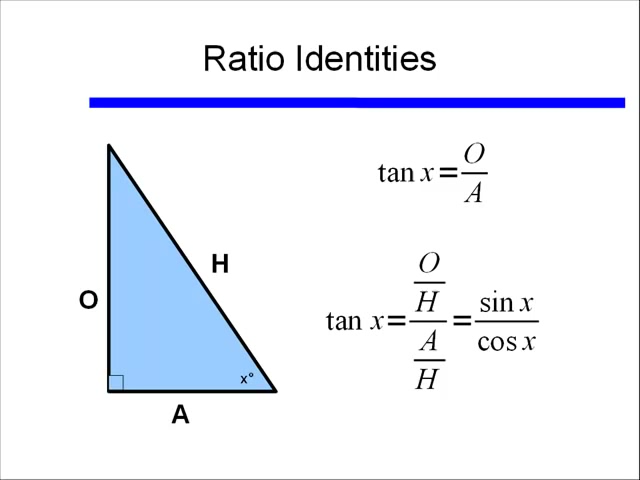 Ratio Identities
tan x = O/A
H
O
tan x = (O/H)/(A/H) = sin x/cos x
x°
A